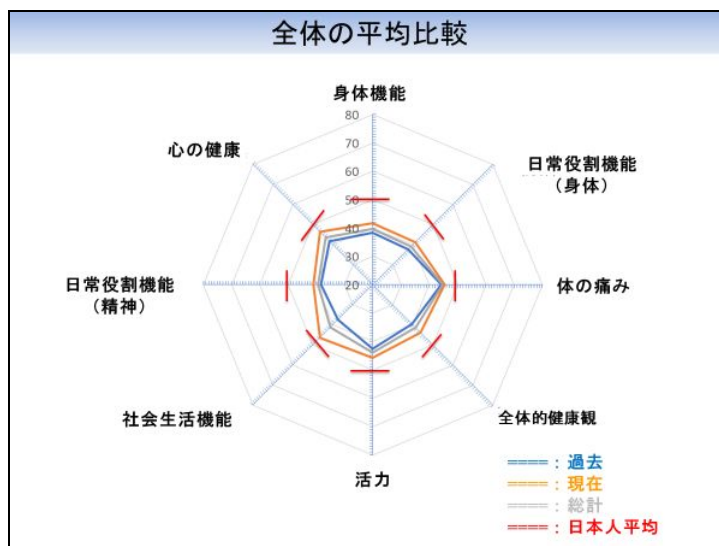 全体の平均比較
身体機能
80
70
60
50
40
30
20
心の健康
日常役割機能
（身体）
日常役割機能
（精神）
体の痛み
社会生活機能
全体的健康観
活力
====：過去
====：現在
====：総計
====：日本人平均